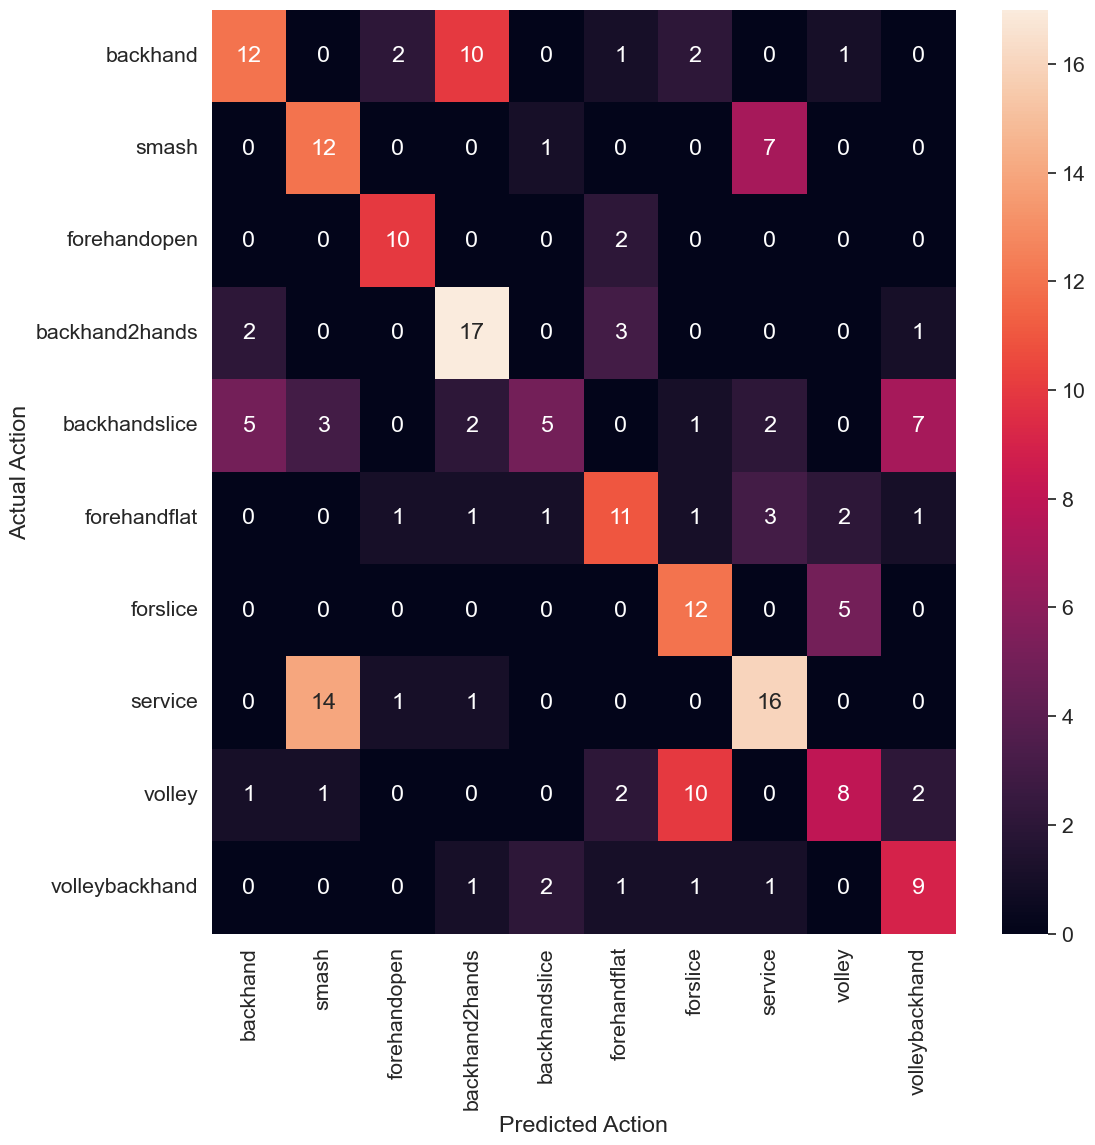 backhand 12 0 2 10 0 1 2 0 1 0
smash 0 12 0 0 1 0 0 7 0 0
forehandopen 0 0 10 0 0 2 0 0 0 0
backhand2hands 2 0 0 17 0 3 0 0 0 1
backhandslice 5 3 0 2 5 0 1 2 0 7
forehandflat 0 0 1 1 1 11 1 3 2 1
forslice 0 0 0 0 0 0 12 0 5 0
service 0 14 1 1 0 0 0 16 0 0
volley 1 1 0 0 0 2 10 0 8 2
volleybackhand 0 0 0 1 2 1 1 1 0 9
Actual Action
backhand
smash
forehandopen
backhand2hands
backhandslice
forehandflat
forslice
service
volley
volleybackhand
Predicted Action
16
14
12
10
8
6
4
2
0